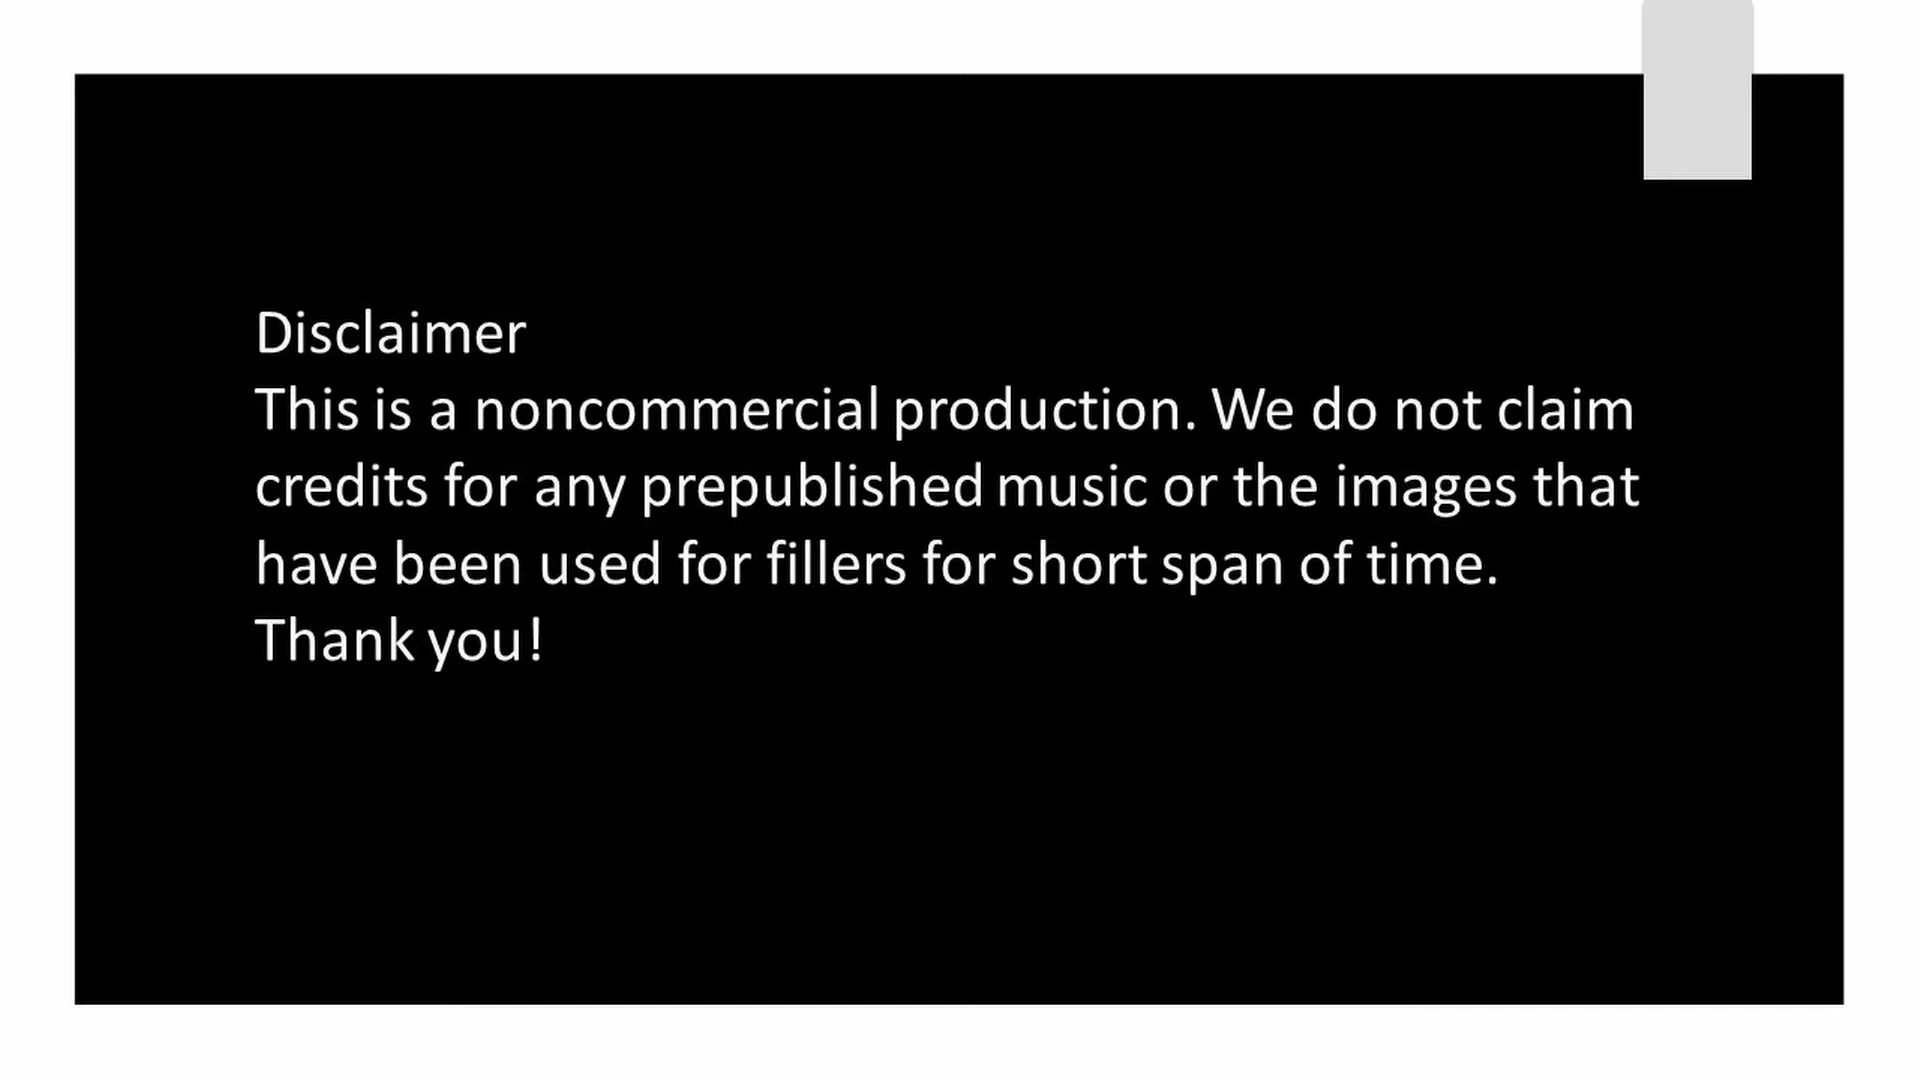 Disclaimer
This is a noncommercial production. We do not claim
credits for any prepublished music or the images that
have been used for fillers for short span of time.
Thank you!